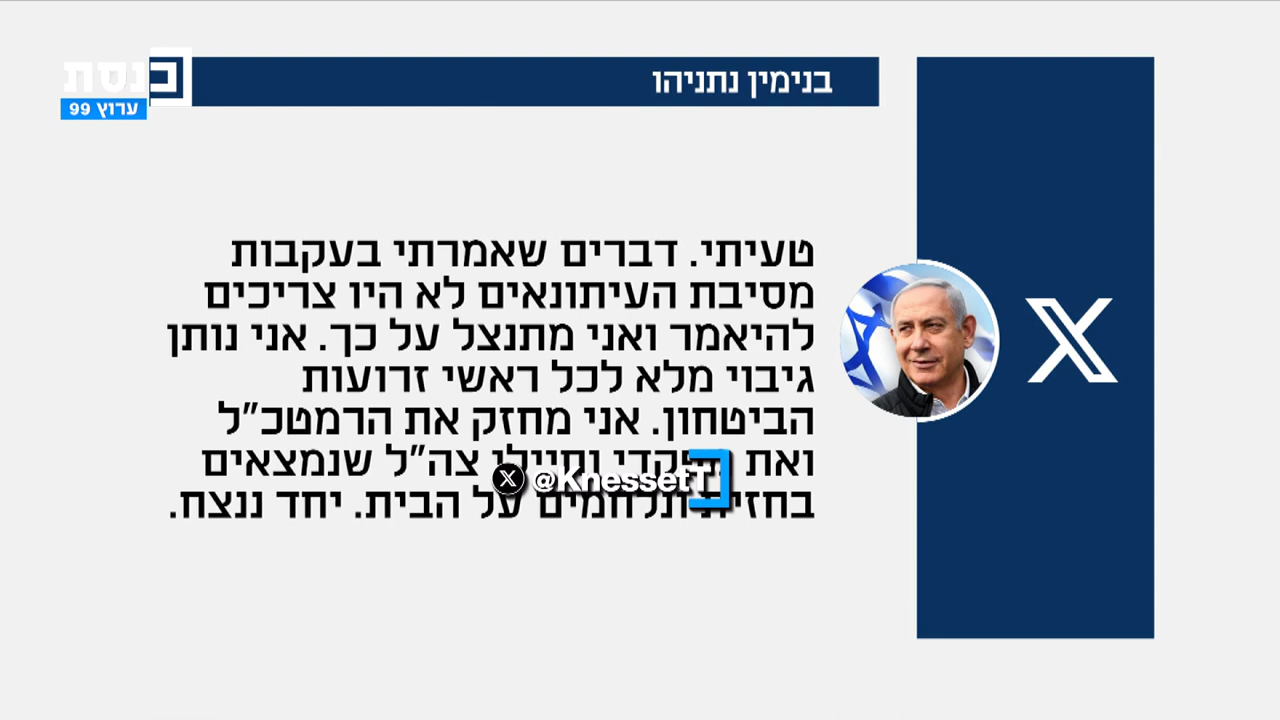 כנסת
ערוץ 99
בנימין נתניהו
טעיתי. דברים שאמרתי בעקבות
מסיבת העיתונאים לא היו צריכים
להיאמר ואני מתנצל על כך. אני נותן
גיבוי מלא לכל ראשי זרועות
הביטחון. אני מחזק את הרמטכ"ל
ואת וחיילי צה"ל שנמצאים
על הבית. יחד ננצח.
@KnessetT
X